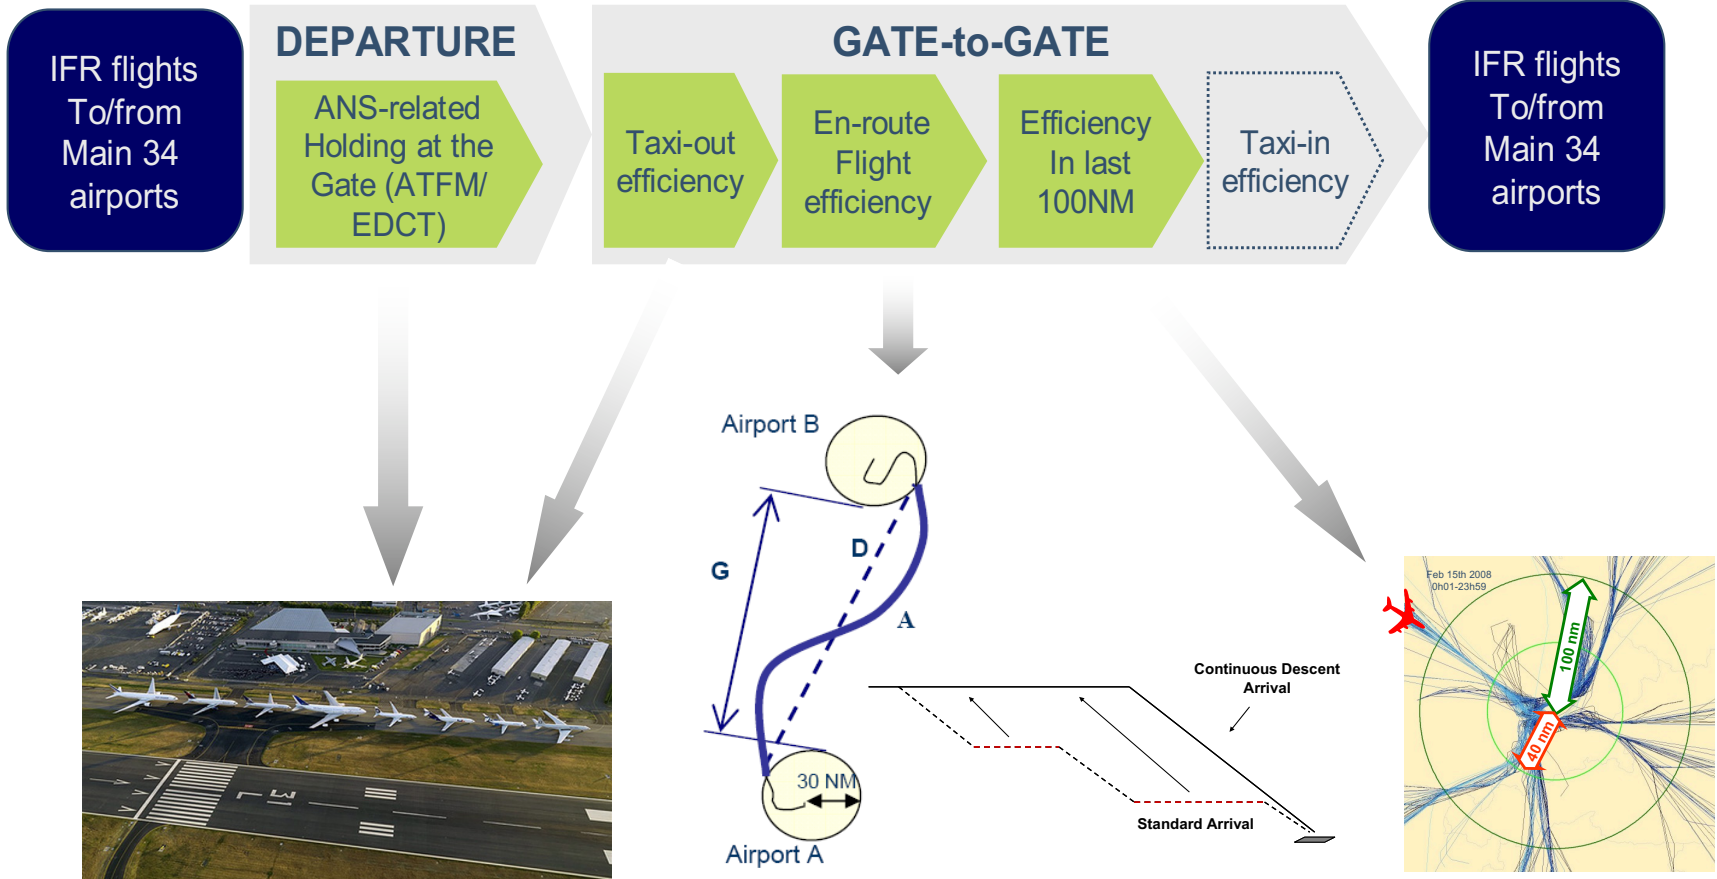 IFR flights
To/from
Main 34
airports
DEPARTURE
ANS-related
Holding at the
Gate (ATFM/
EDCT)
GATE-to-GATE
Taxi-out
efficiency
En-route
Flight
efficiency
Efficiency
In last
100NM
Taxi-in
efficiency
IFR flights
To/from
Main 34
airports
Airport B
G
D
A
30 NM
Airport A
Continuous Descent
Arrival
Standard Arrival
Feb 15th 2008
0h01-23h59
100 nm
40 nm
31
L